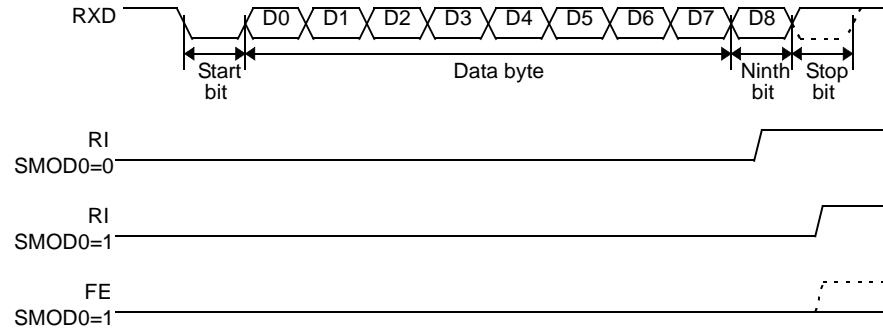 RXD D0 D1 D2 D3 D4 D5 D6 D7 D8
Start Data byte Ninth Stop
bit bit bit
RI
SMOD0=0
RI
SMOD0=1
FE
SMOD0=1